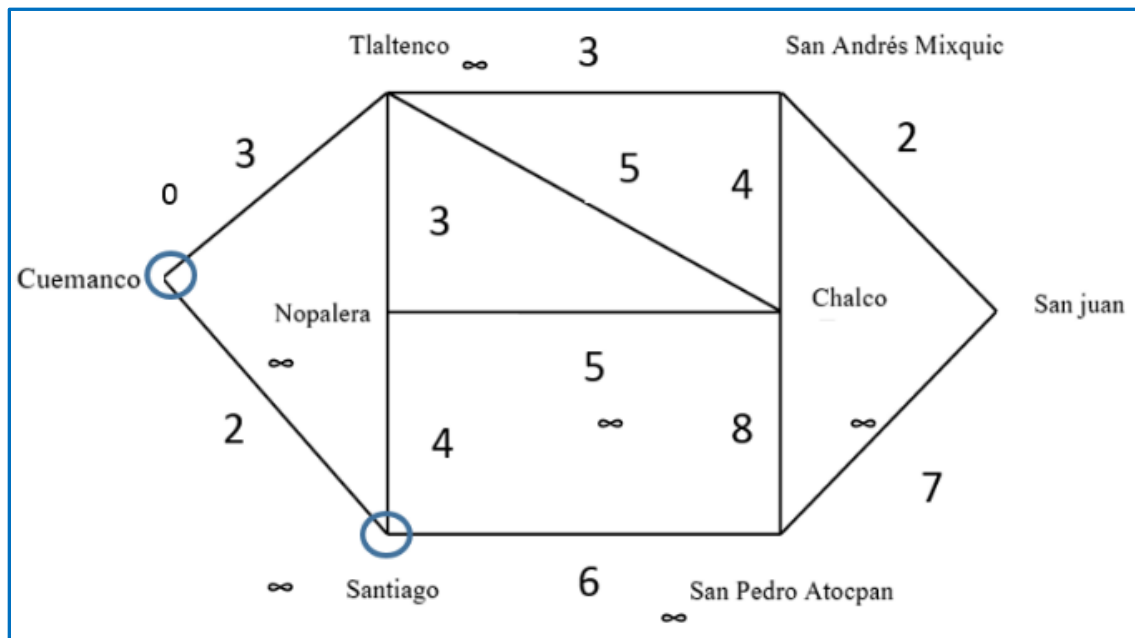 Tlaltenco
∞
3
San Andrés Mixquic
3
0
2
5
4
3
Cuemanco
Nopalera
Chalco
San juan
∞
5
2
4
∞
8
∞
7
∞
Santiago
6
San Pedro Atocpan
∞